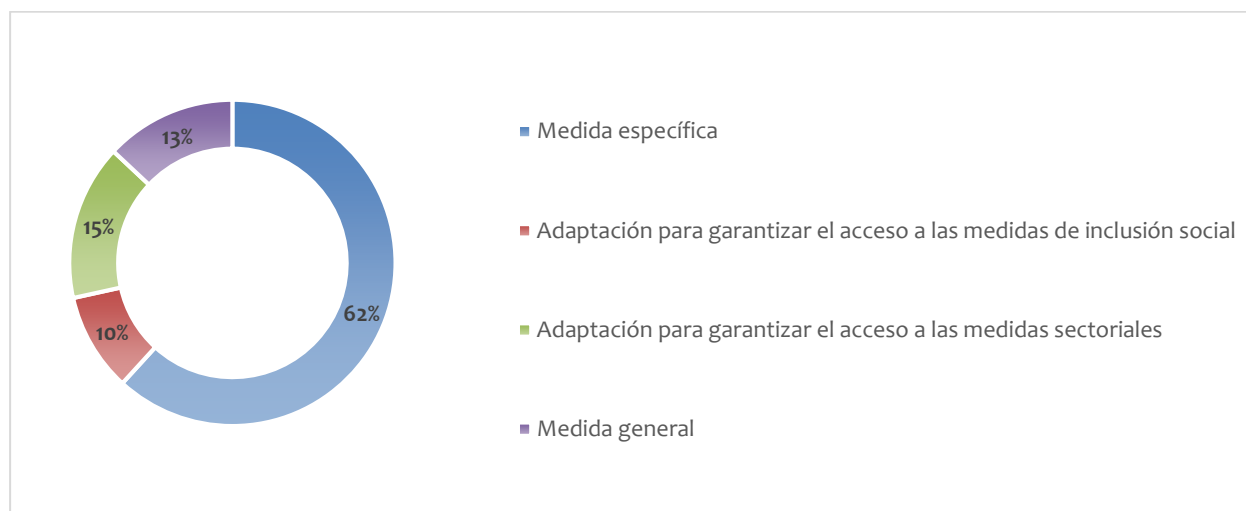 13%
15%
10%
62%
Medida específica
Adaptación para garantizar el acceso a las medidas de inclusión social
Adaptación para garantizar el acceso a las medidas sectoriales
Medida general